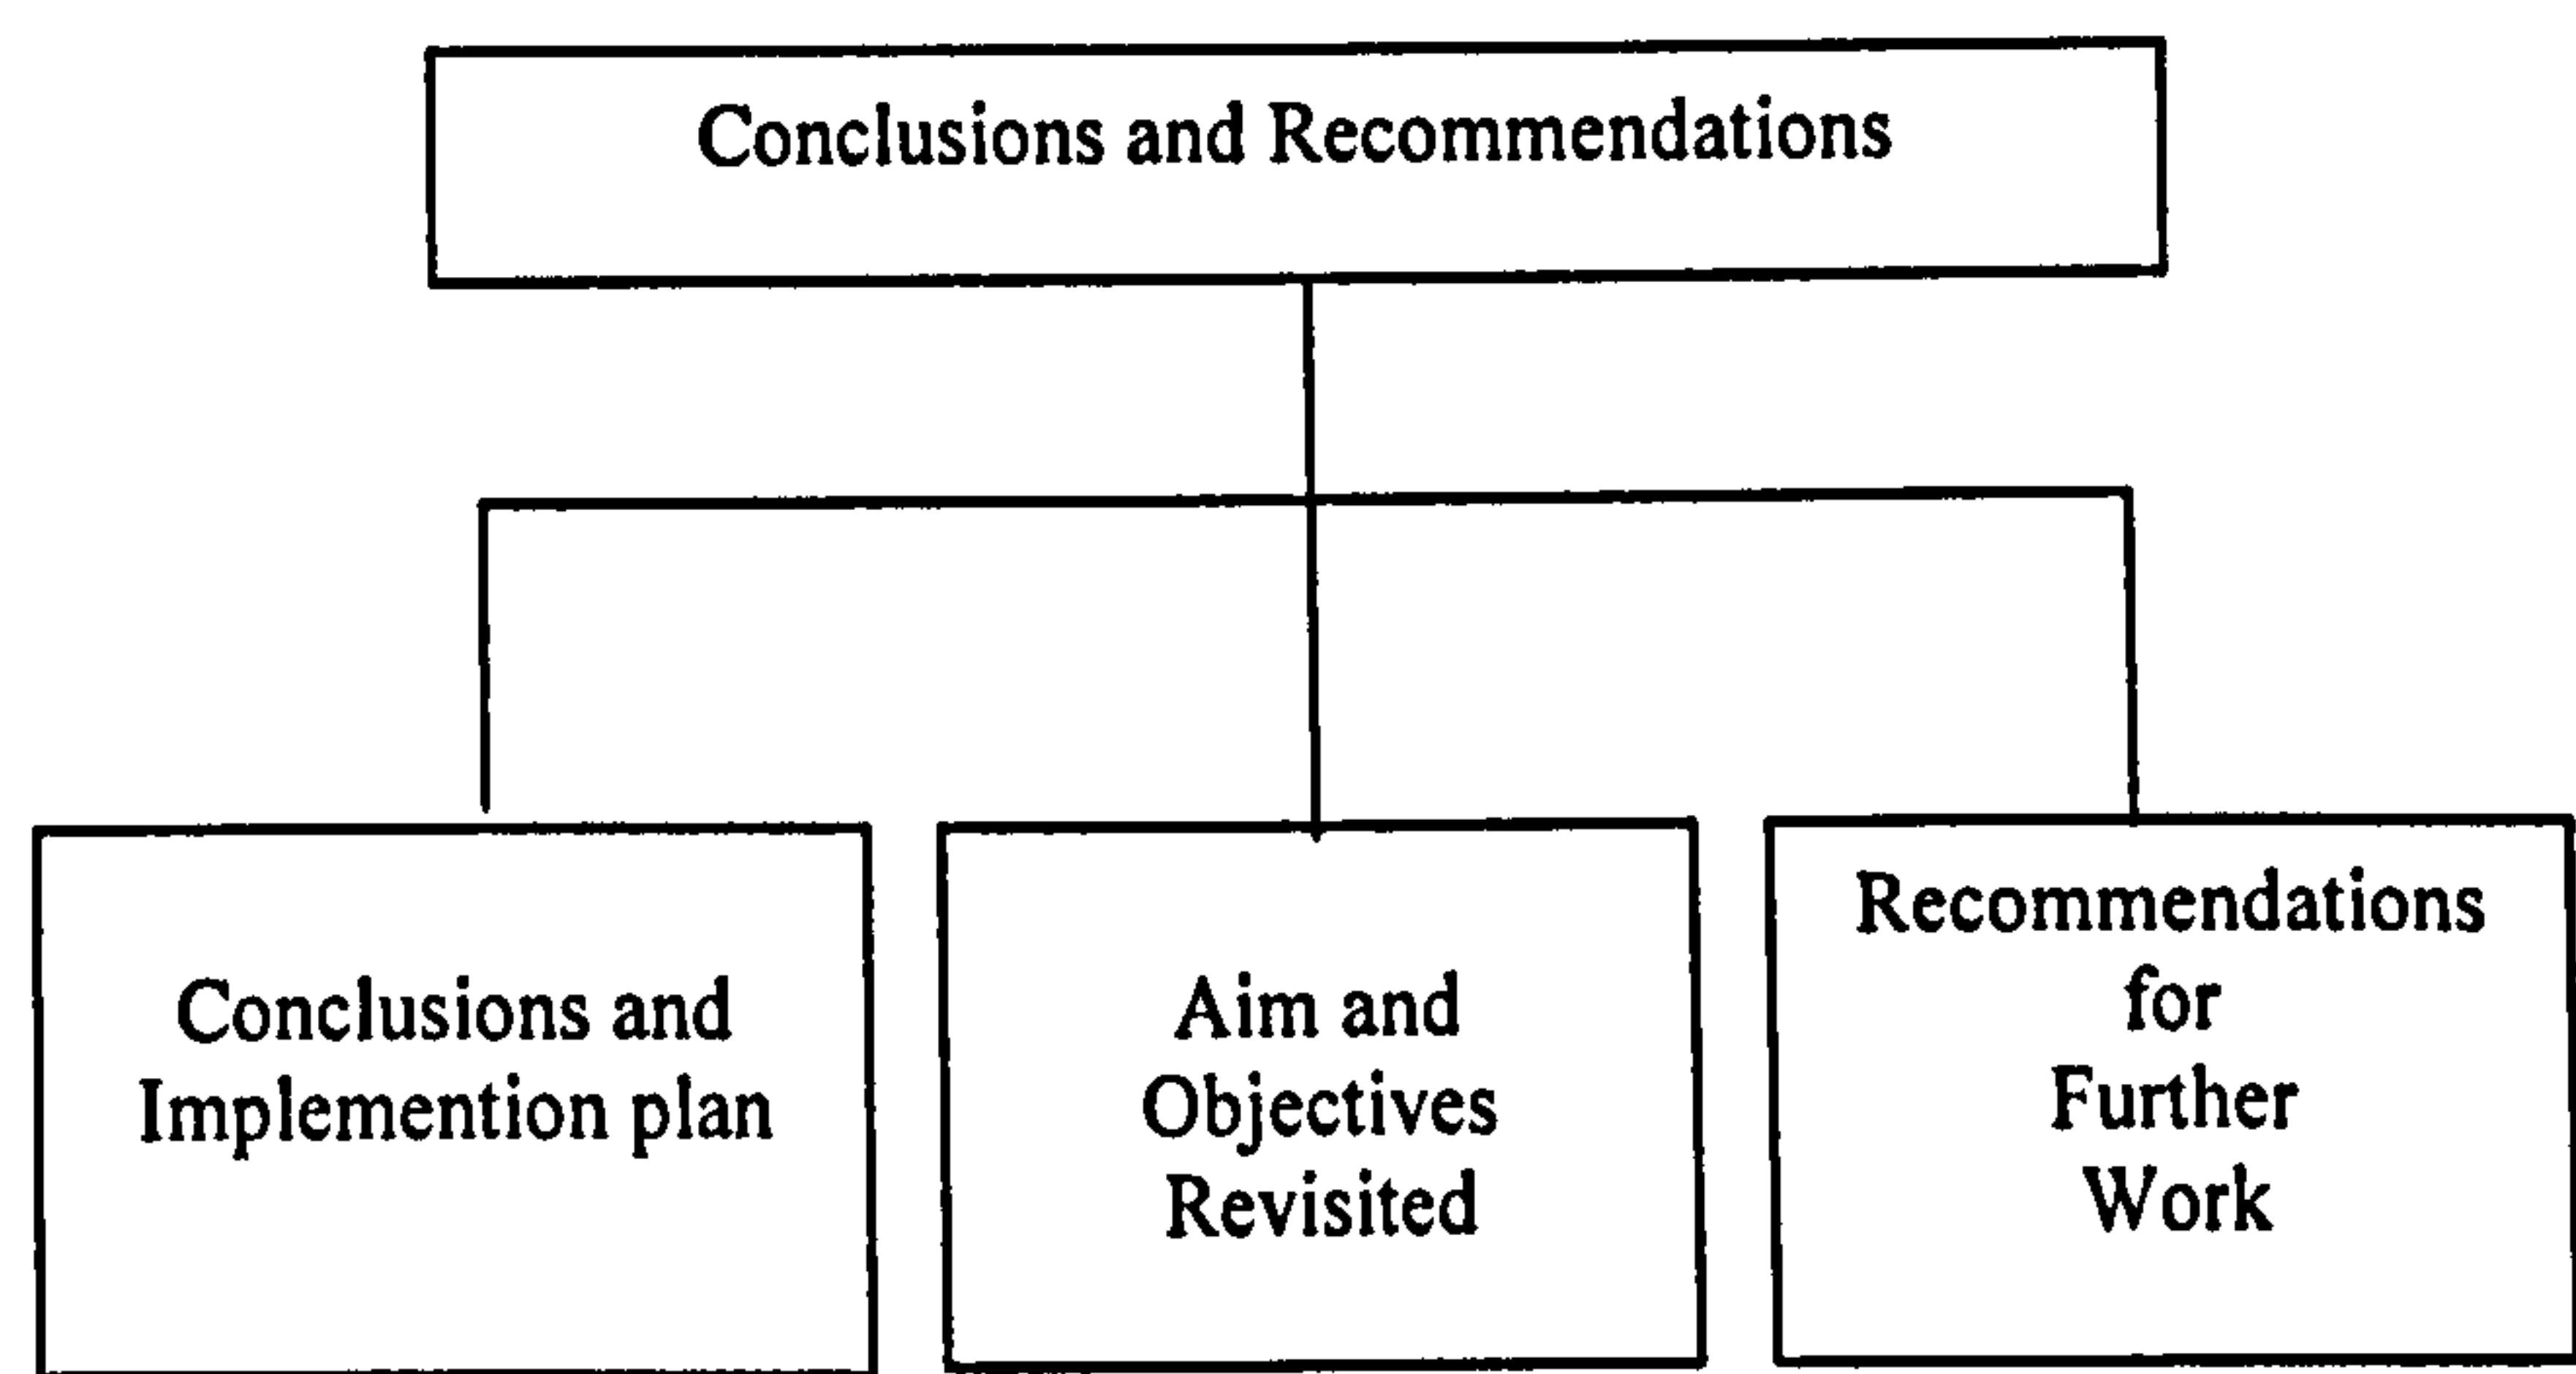 Conclusions and Recommendations
Conclusions and
Implemention plan
Aim and
Objectives
Revisited
Recommendations
for
Further
Work